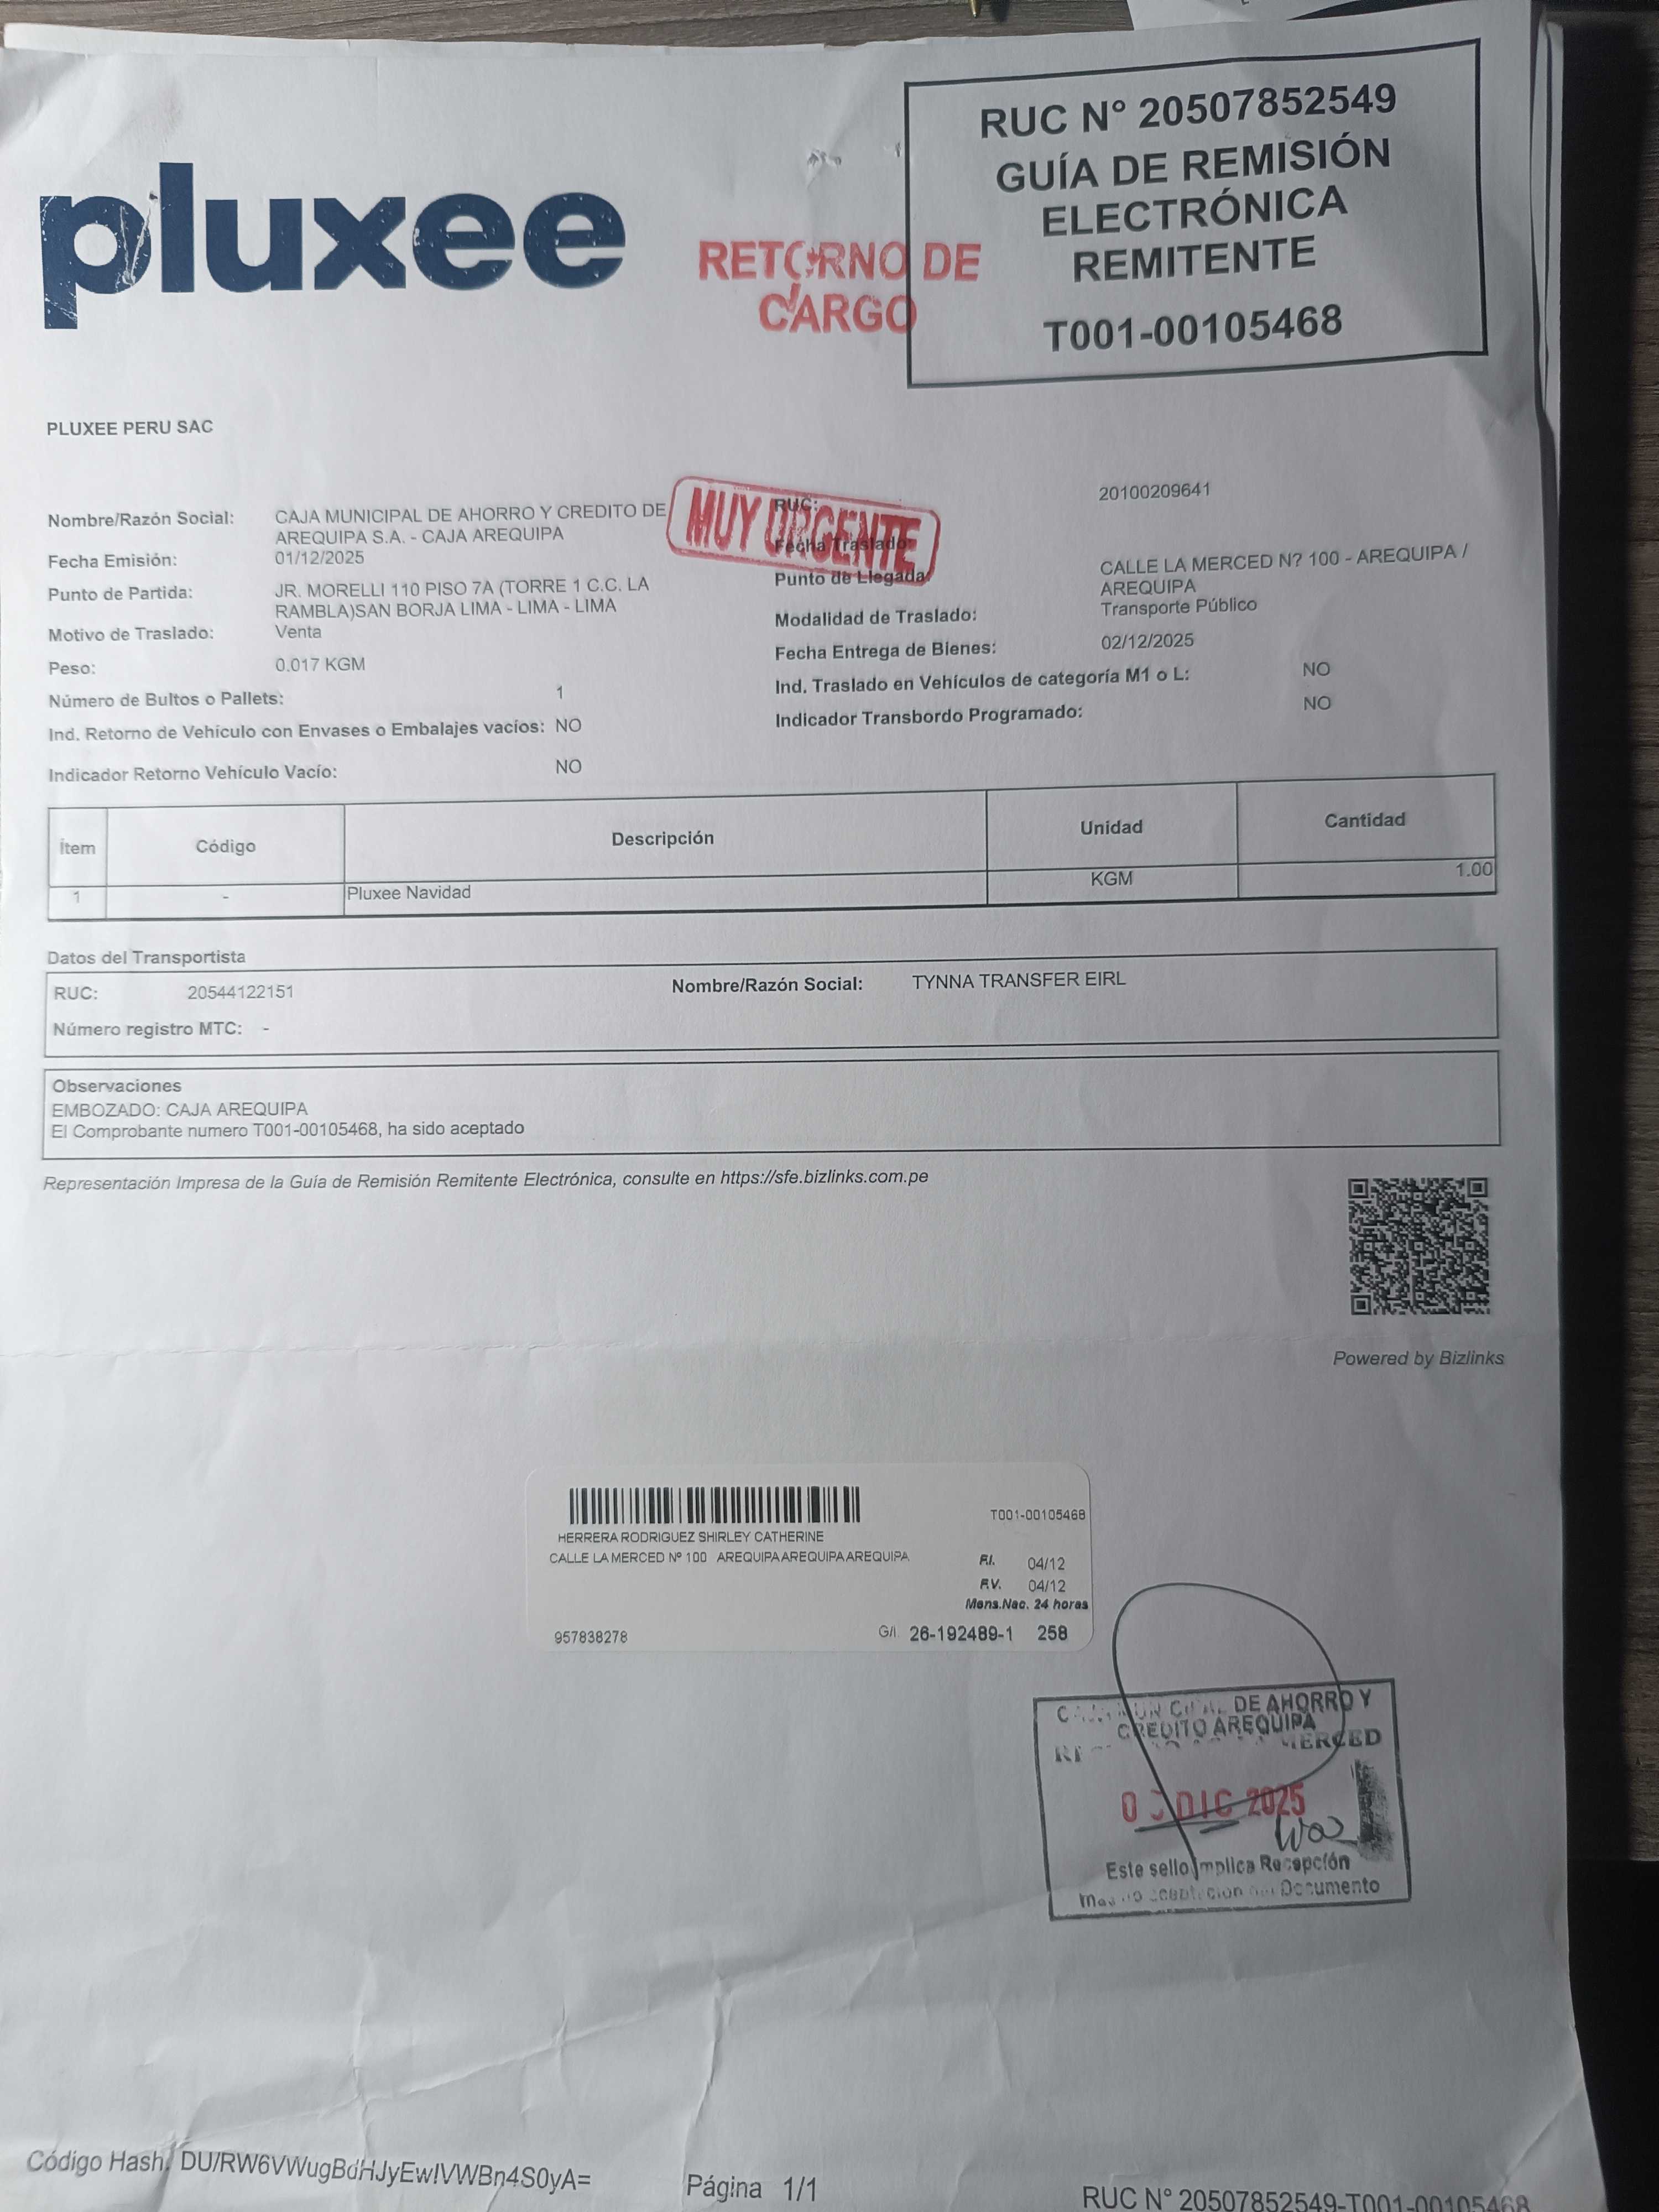 pluxee
RETORNO DE
CARGO
RUC N° 20507852549
GUÍA DE REMISIÓN
ELECTRÓNICA
REMITENTE
T001-00105468
PLUXEE PERU SAC
Nombre/Razón Social: CAJA MUNICIPAL DE AHORRO Y CREDITO DE
AREQUIPA S.A. - CAJA AREQUIPA
Fecha Emisión: 01/12/2025
Punto de Partida: JR. MORELLI 110 PISO 7A (TORRE 1 C.C. LA
RAMBLA)SAN BORJA LIMA - LIMA - LIMA
Motivo de Traslado: Venta
Peso: 0.017 KGM
Número de Bultos o Pallets: 1
Ind. Retorno de Vehículo con Envases o Embalajes vacíos: NO
Indicador Retorno Vehículo Vacío: NO
MUY URGENTE
RUC: 20100209641
Fecha Traslado
Punto de Llegada: CALLE LA MERCED N? 100 - AREQUIPA /
AREQUIPA
Modalidad de Traslado: Transporte Público
Fecha Entrega de Bienes: 02/12/2025
Ind. Traslado en Vehículos de categoría M1 o L: NO
Indicador Transbordo Programado: NO
Ítem Código Descripción Unidad Cantidad
1 - Pluxee Navidad KGM 1.00
Datos del Transportista
RUC: 20544122151 Nombre/Razón Social: TYNNA TRANSFER EIRL
Número registro MTC: -
Observaciones
EMBOZADO: CAJA AREQUIPA
El Comprobante numero T001-00105468, ha sido aceptado
Representación Impresa de la Guía de Remisión Remitente Electrónica, consulte en https://sfe.bizlinks.com.pe
Powered by Bizlinks
T001-00105468
HERRERA RODRIGUEZ SHIRLEY CATHERINE
CALLE LA MERCED Nº 100 AREQUIPAAREQUIPAAREQUIPA
F.I. 04/12
F.V. 04/12
Mens.Nac. 24 horas
957838278 G/I 26-192489-1 258
DE AHORRO Y
CREDITO AREQUIPA
MERCED
DIC 2025
Este sello implica Recepción
Documento
Código Hash: DU/RW6VWugBdHJyEwIVWBn4S0yA=
Página 1/1
RUC N° 20507852549-T001-00105468